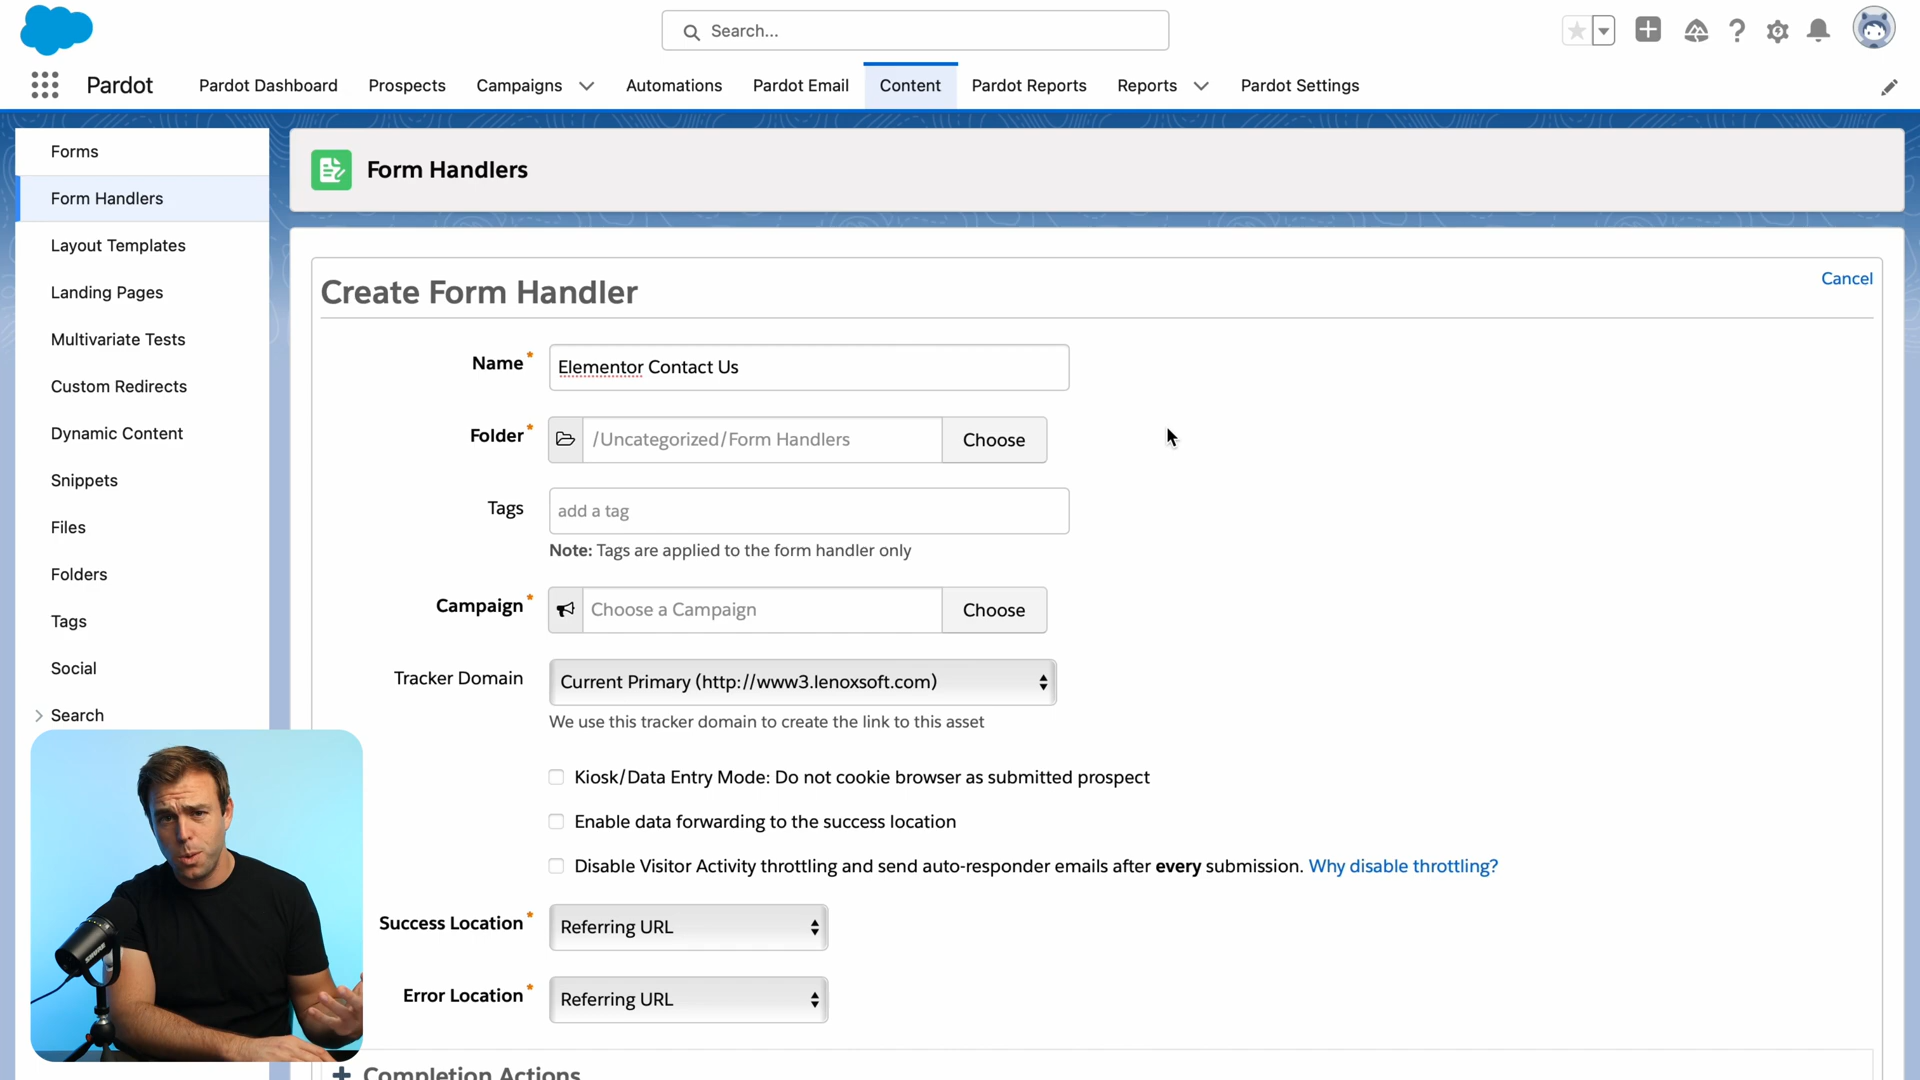 Search...
Pardot
Pardot Dashboard
Prospects
Campaigns
Automations
Pardot Email
Content
Pardot Reports
Reports
Pardot Settings
Forms
Form Handlers
Layout Templates
Landing Pages
Multivariate Tests
Custom Redirects
Dynamic Content
Snippets
Files
Folders
Tags
Social
Search
Form Handlers
Create Form Handler
Cancel
Name*
Elementor Contact Us
Folder*
/Uncategorized/Form Handlers
Choose
Tags
add a tag
Note: Tags are applied to the form handler only
Campaign*
Choose a Campaign
Choose
Tracker Domain
Current Primary (http://www3.lenoxsoft.com)
We use this tracker domain to create the link to this asset
Kiosk/Data Entry Mode: Do not cookie browser as submitted prospect
Enable data forwarding to the success location
Disable Visitor Activity throttling and send auto-responder emails after every submission. Why disable throttling?
Success Location*
Referring URL
Error Location*
Referring URL
Completion Actions
SHURE